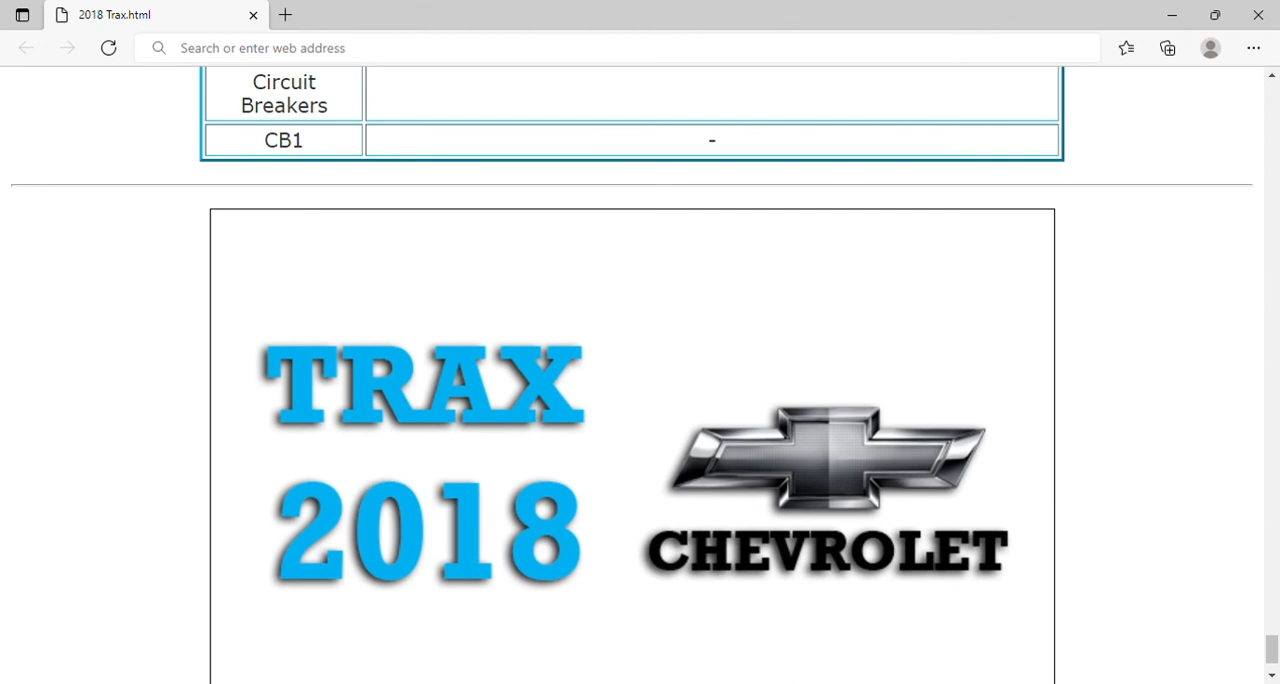 2018 Trax.html
Search or enter web address
Circuit
Breakers
CB1 -
TRAX
2018
CHEVROLET